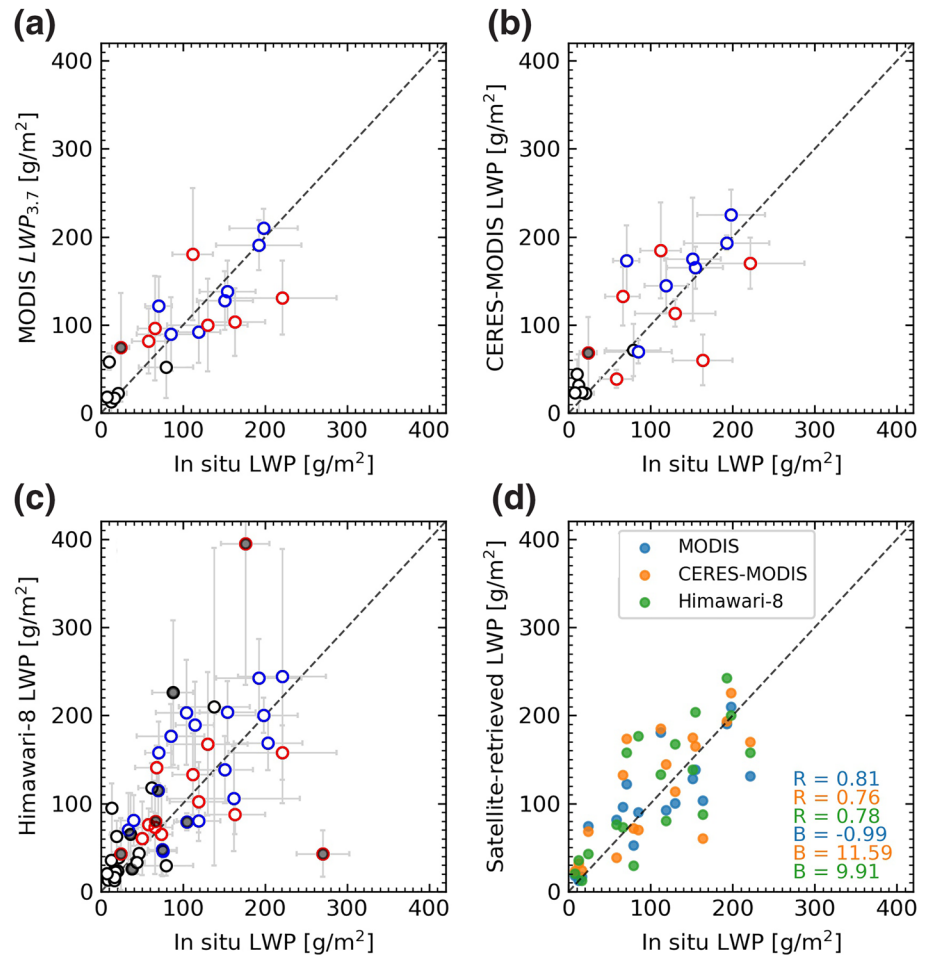 (a)
400
300
200
100
0
MODIS LWP3.7 [g/m2]
0 100 200 300 400
In situ LWP [g/m2]
(b)
400
300
200
100
0
CERES-MODIS LWP [g/m2]
0 100 200 300 400
In situ LWP [g/m2]
(c)
400
300
200
100
0
Himawari-8 LWP [g/m2]
0 100 200 300 400
In situ LWP [g/m2]
(d)
400
300
200
100
0
Satellite-retrieved LWP [g/m2]
MODIS
CERES-MODIS
Himawari-8
R = 0.81
R = 0.76
R = 0.78
B = -0.99
B = 11.59
B = 9.91
0 100 200 300 400
In situ LWP [g/m2]